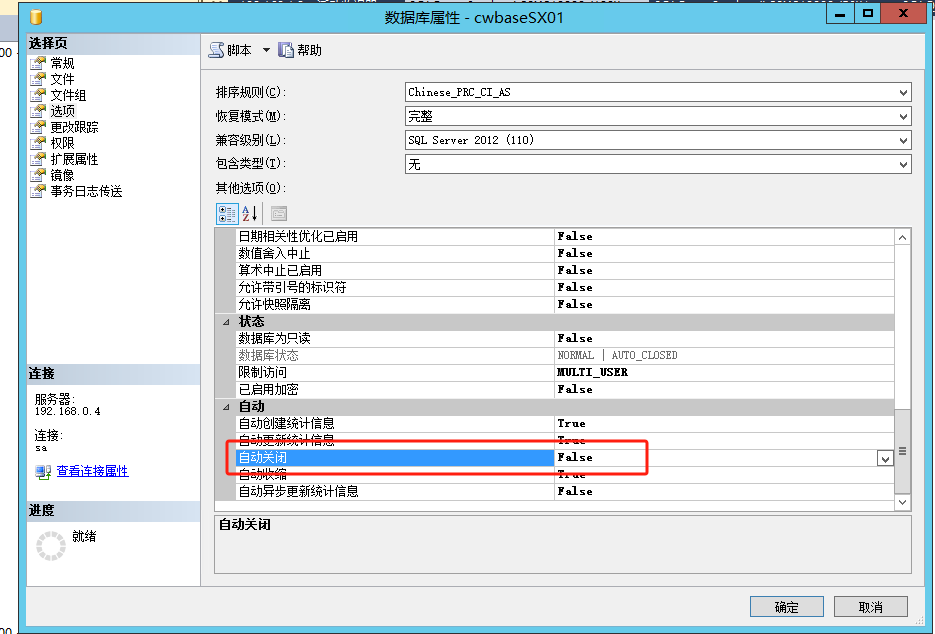 数据库属性 - cwbaseSX01
选择页
常规
文件
文件组
选项
更改跟踪
权限
扩展属性
镜像
事务日志传送
连接
服务器:
192.168.0.4
连接:
sa
查看连接属性
进度
就绪
脚本 帮助
排序规则(C): Chinese_PRC_CI_AS
恢复模式(M): 完整
兼容级别(L): SQL Server 2012 (110)
包含类型(T): 无
其他选项(O):
日期相关性优化已启用 False
数值舍入中止 False
算术中止已启用 False
允许带引号的标识符 False
允许快照隔离 False
状态
数据库为只读 False
数据库状态 NORMAL | AUTO_CLOSED
限制访问 MULTI_USER
已启用加密 False
自动
自动创建统计信息 True
自动更新统计信息 True
自动关闭 False
自动收缩 True
自动异步更新统计信息 False
自动关闭
确定 取消